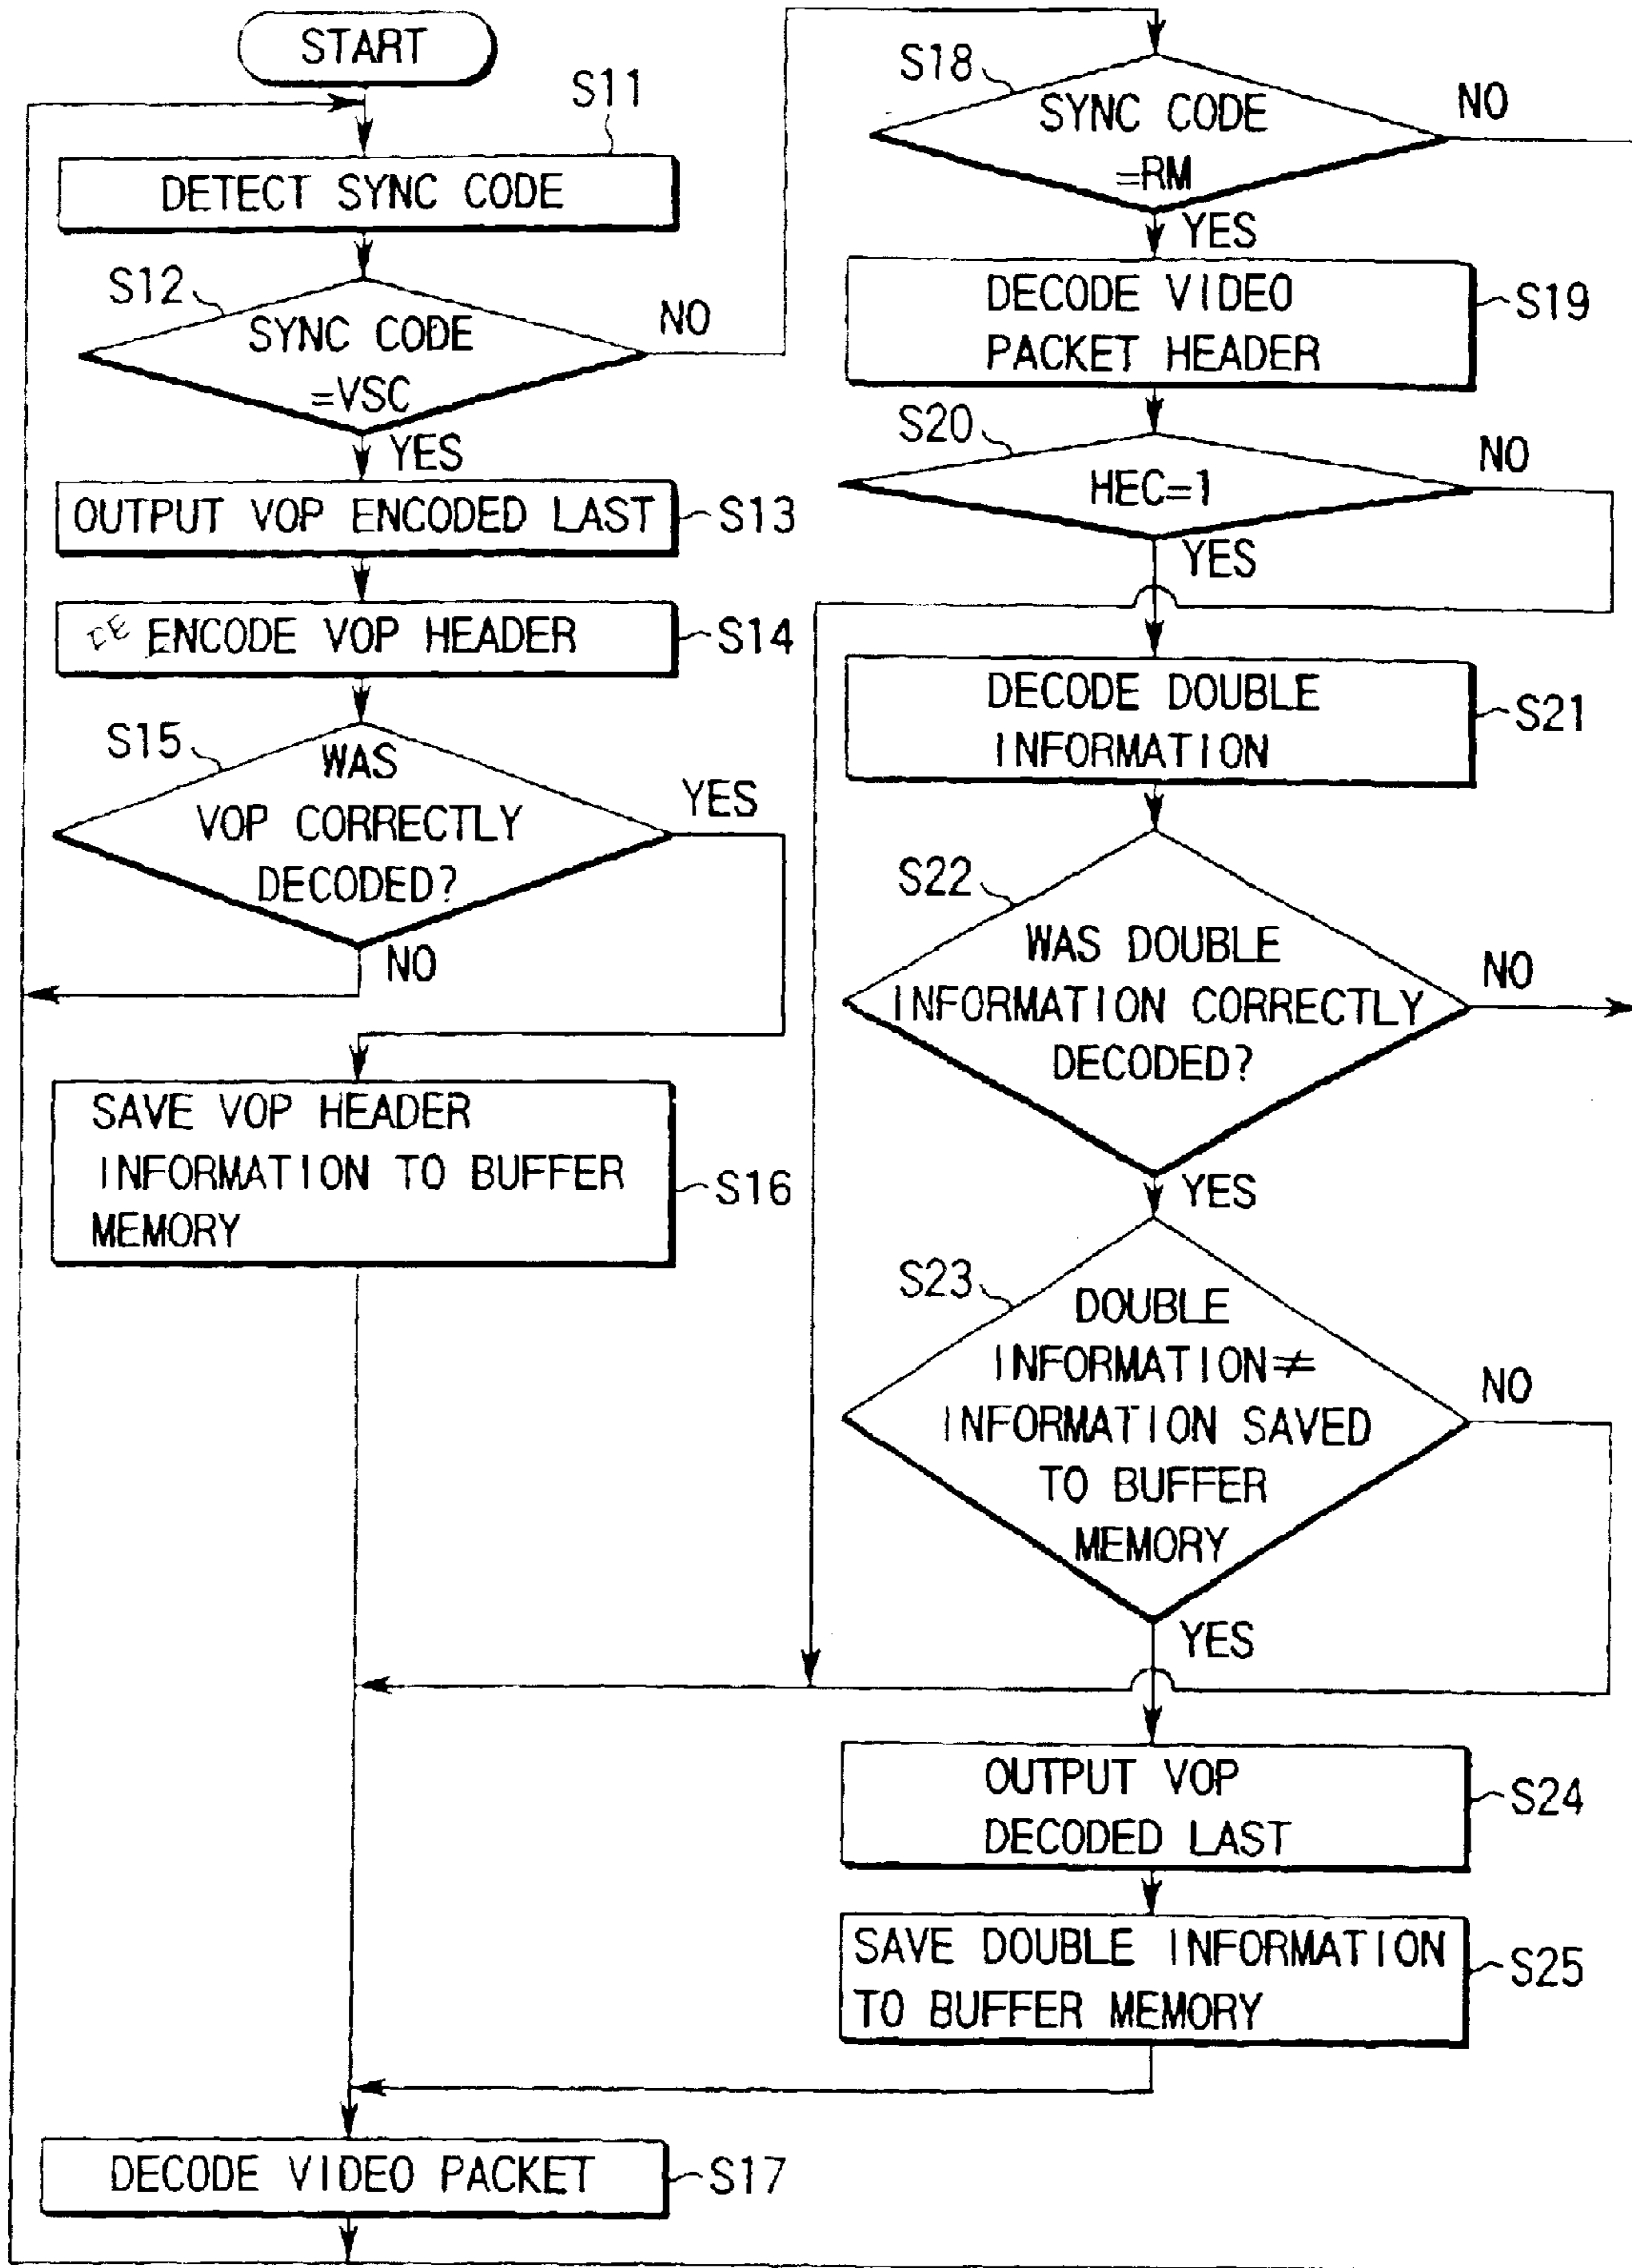 START
S11
DETECT SYNC CODE
S12
SYNC CODE
=VSC
NO
YES
OUTPUT VOP ENCODED LAST
S13
DE ENCODE VOP HEADER
S14
S15
WAS
VOP CORRECTLY
DECODED?
YES
NO
SAVE VOP HEADER
INFORMATION TO BUFFER
MEMORY
S16
DECODE VIDEO PACKET
S17
S18
SYNC CODE
=RM
NO
YES
DECODE VIDEO
PACKET HEADER
S19
S20
HEC=1
NO
YES
DECODE DOUBLE
INFORMATION
S21
S22
WAS DOUBLE
INFORMATION CORRECTLY
DECODED?
NO
YES
S23
DOUBLE
INFORMATION≠
INFORMATION SAVED
TO BUFFER
MEMORY
NO
YES
OUTPUT VOP
DECODED LAST
S24
SAVE DOUBLE INFORMATION
TO BUFFER MEMORY
S25